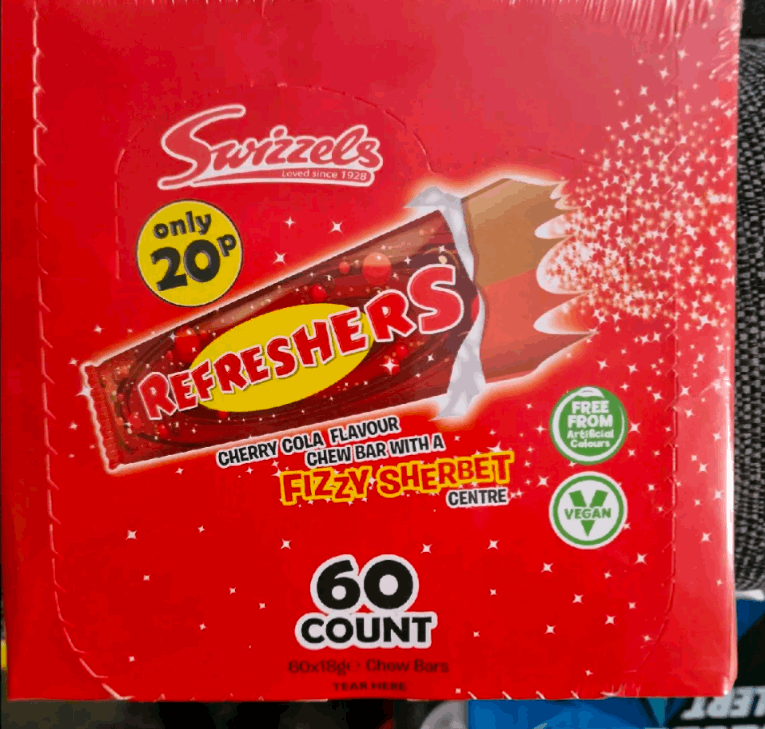 Swizzels
Loved since 1928
only
20p
REFRESHERS
CHERRY COLA FLAVOUR
CHEW BAR WITH A
FIZZY SHERBET
CENTRE
FREE
FROM
Artificial
Colours
VEGAN
60
COUNT
60x18g Chew Bars
TEAR HERE